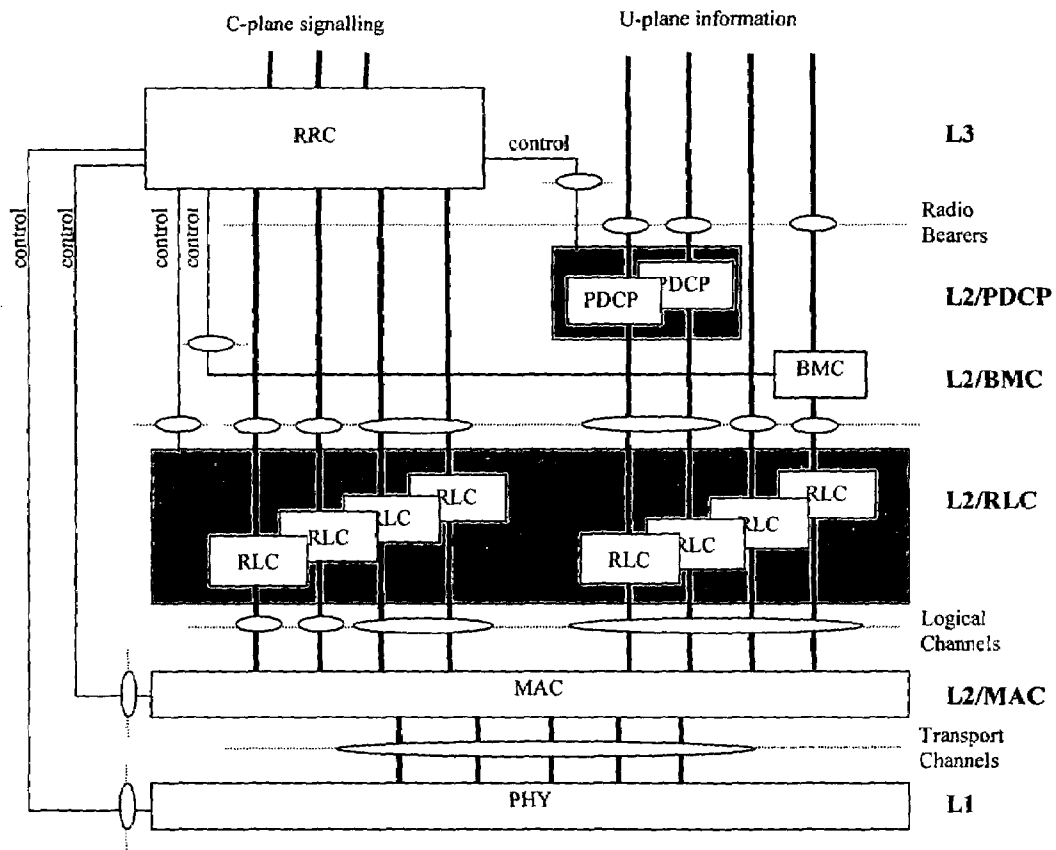 C-plane signalling
U-plane information
RRC
L3
control
control
control
control
control
Radio
Bearers
PDCP
PDCP
L2/PDCP
BMC
L2/BMC
RLC
RLC
L2/RLC
RLC
RLC
RLC
RLC
RLC
RLC
Logical
Channels
MAC
L2/MAC
Transport
Channels
PHY
L1